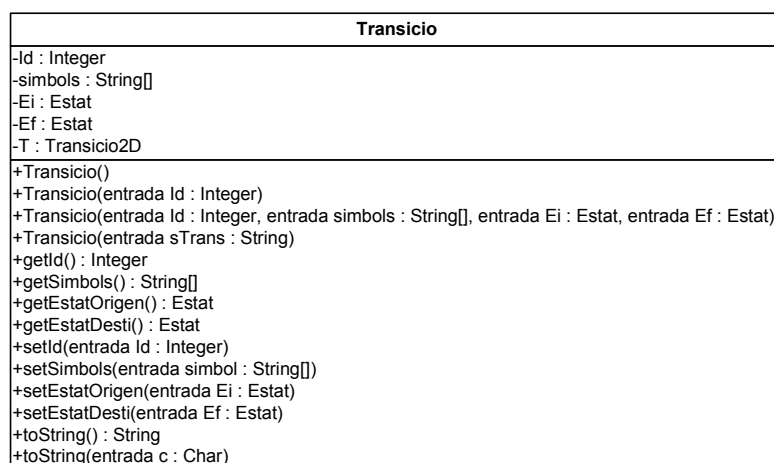 Transicio
-Id : Integer
-simbols : String[]
-Ei : Estat
-Ef : Estat
-T : Transicio2D
+Transicio()
+Transicio(entrada Id : Integer)
+Transicio(entrada Id : Integer, entrada simbols : String[], entrada Ei : Estat, entrada Ef : Estat)
+Transicio(entrada sTrans : String)
+getId() : Integer
+getSimbols() : String[]
+getEstatOrigen() : Estat
+getEstatDesti() : Estat
+setId(entrada Id : Integer)
+setSimbols(entrada simbol : String[])
+setEstatOrigen(entrada Ei : Estat)
+setEstatDesti(entrada Ef : Estat)
+toString() : String
+toString(entrada c : Char)